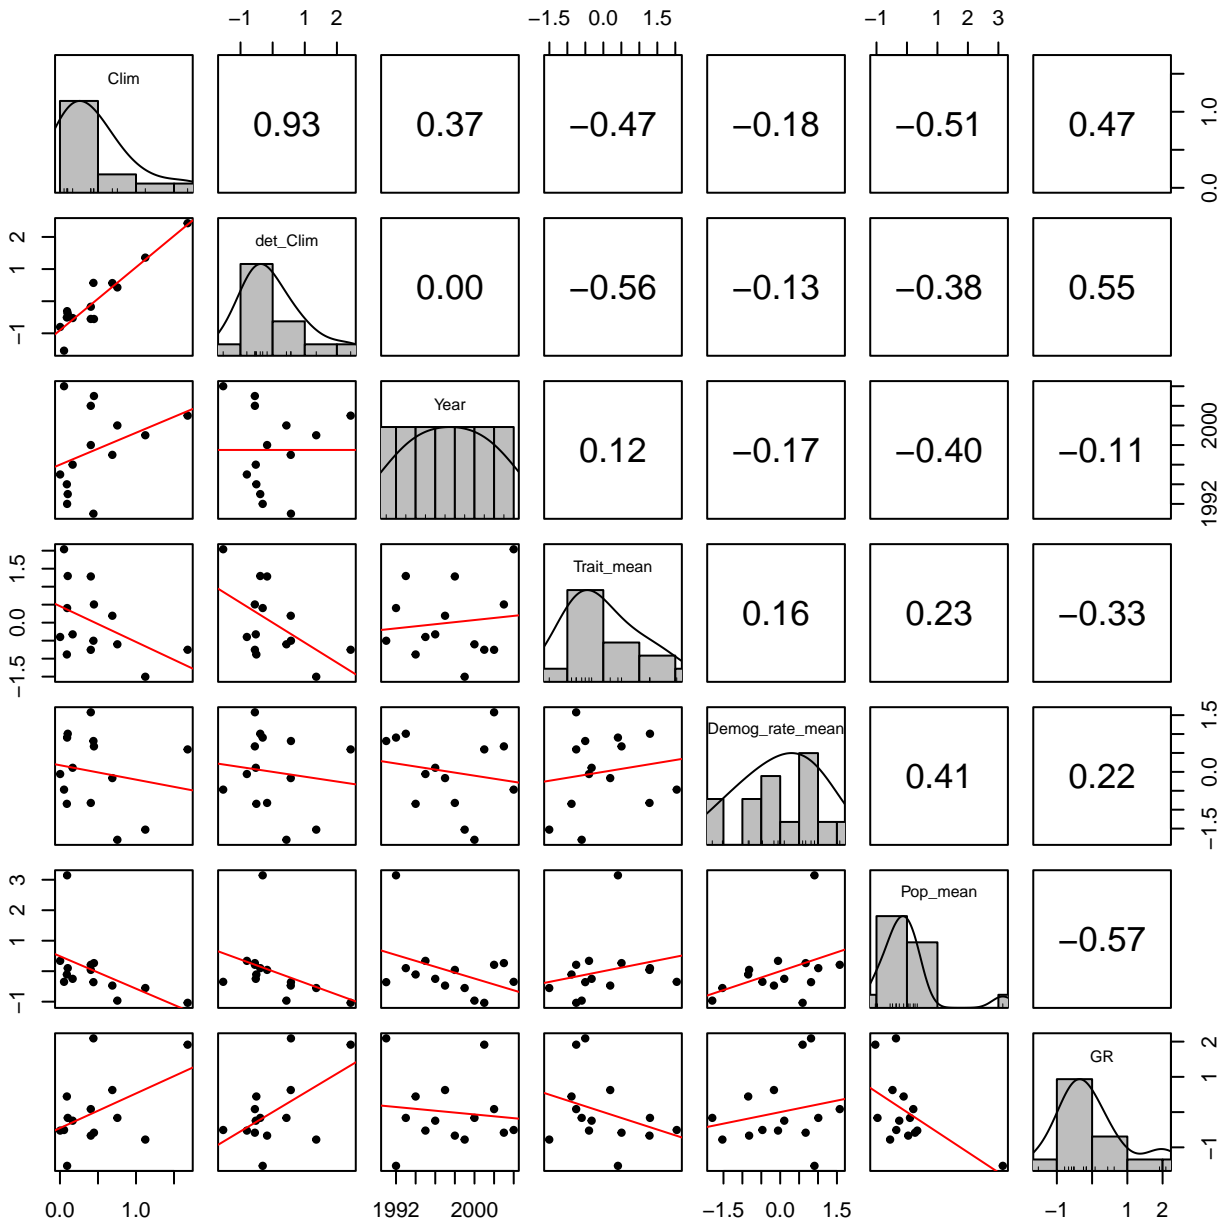 −1 1 2 −1.5 0.0 1.5 −1 1 3
Clim 0.93 0.37 −0.47 −0.18 −0.51 0.47 0.0 1.0
−1 1 2 det_Clim 0.00 −0.56 −0.13 −0.38 0.55
Year 0.12 −0.17 −0.40 −0.11 1992 2000
−1.5 0.0 1.5 Trait_mean 0.16 0.23 −0.33
Demog_rate_mean 0.41 0.22 −1.5 0.0 1.5
−1 1 2 3 Pop_mean −0.57
GR −1 1 2
0.0 1.0 1992 2000 −1.5 0.0 1.5 −1 1 2